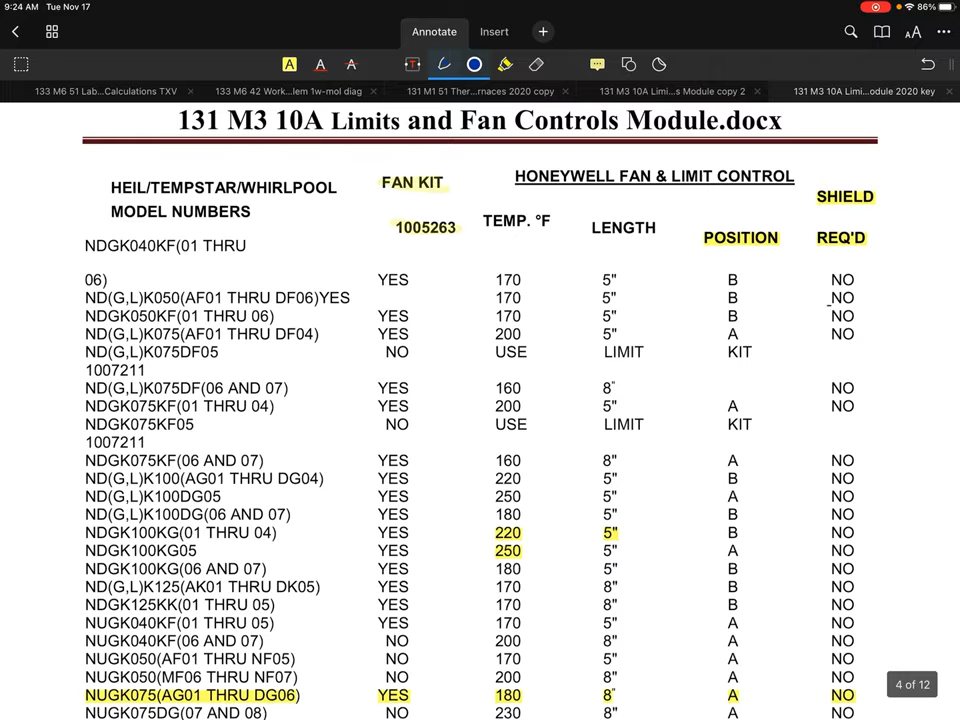 9:24 AM Tue Nov 17 86%
Annotate Insert
AA
A A A T
133 M6 51 Lab...Calculations TXV × 133 M6 42 Work...lem 1w-mol diag × 131 M1 51 Ther...rnaces 2020 copy × 131 M3 10A Limi...s Module copy 2 × 131 M3 10A Limi...odule 2020 key ×
131 M3 10A Limits and Fan Controls Module.docx
HEIL/TEMPSTAR/WHIRLPOOL FAN KIT HONEYWELL FAN & LIMIT CONTROL SHIELD
MODEL NUMBERS 1005263 TEMP. °F LENGTH POSITION REQ'D
NDGK040KF(01 THRU
06) YES 170 5" B NO
ND(G,L)K050(AF01 THRU DF06)YES 170 5" B NO
NDGK050KF(01 THRU 06) YES 170 5" B NO
ND(G,L)K075(AF01 THRU DF04) YES 200 5" A NO
ND(G,L)K075DF05 NO USE LIMIT KIT
1007211
ND(G,L)K075DF(06 AND 07) YES 160 8" NO
NDGK075KF(01 THRU 04) YES 200 5" A NO
NDGK075KF05 NO USE LIMIT KIT
1007211
NDGK075KF(06 AND 07) YES 160 8" A NO
ND(G,L)K100(AG01 THRU DG04) YES 220 5" B NO
ND(G,L)K100DG05 YES 250 5" A NO
ND(G,L)K100DG(06 AND 07) YES 180 5" B NO
NDGK100KG(01 THRU 04) YES 220 5" B NO
NDGK100KG05 YES 250 5" A NO
NDGK100KG(06 AND 07) YES 180 5" B NO
ND(G,L)K125(AK01 THRU DK05) YES 170 8" B NO
NDGK125KK(01 THRU 05) YES 170 8" B NO
NUGK040KF(01 THRU 05) YES 170 5" A NO
NUGK040KF(06 AND 07) NO 200 8" A NO
NUGK050(AF01 THRU NF05) NO 170 5" A NO
NUGK050(MF06 THRU NF07) NO 200 8" A NO
NUGK075(AG01 THRU DG06) YES 180 8" A NO
NUGK075DG(07 AND 08) NO 230 8" A NO
4 of 12